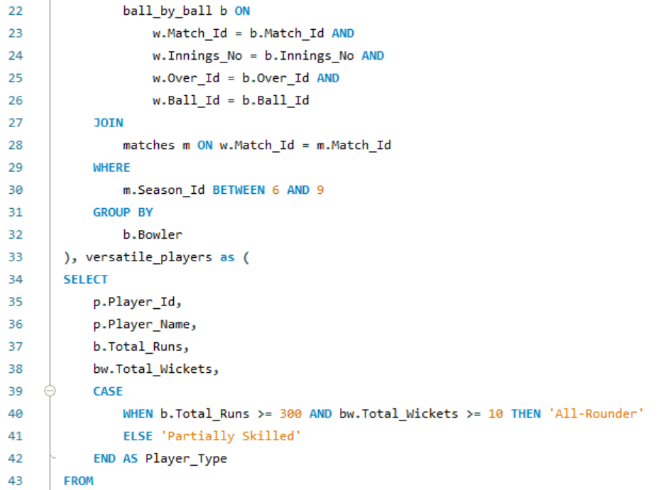 22 ball_by_ball b ON
23 w.Match_Id = b.Match_Id AND
24 w.Innings_No = b.Innings_No AND
25 w.Over_Id = b.Over_Id AND
26 w.Ball_Id = b.Ball_Id
27 JOIN
28 matches m ON w.Match_Id = m.Match_Id
29 WHERE
30 m.Season_Id BETWEEN 6 AND 9
31 GROUP BY
32 b.Bowler
33 ), versatile_players as (
34 SELECT
35 p.Player_Id,
36 p.Player_Name,
37 b.Total_Runs,
38 bw.Total_Wickets,
39 CASE
40 WHEN b.Total_Runs >= 300 AND bw.Total_Wickets >= 10 THEN 'All-Rounder'
41 ELSE 'Partially Skilled'
42 END AS Player_Type
43 FROM